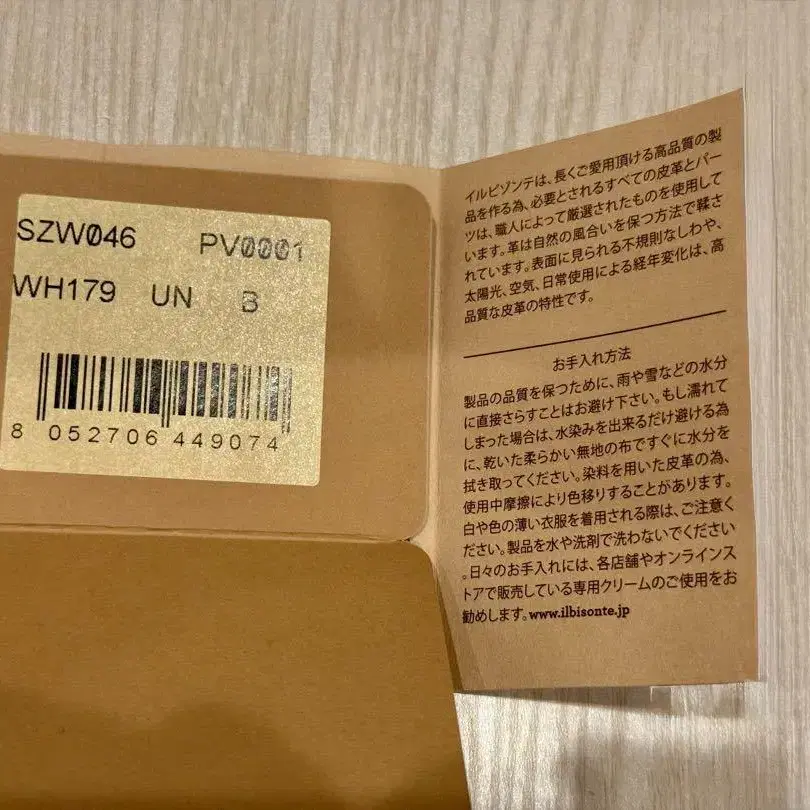 SZW046 PV0001
WH179 UN B
8 052706 449074
イルビゾンテは、長くご愛用頂ける高品質の製
品を作る為、必要とされるすべての皮革とパー
ツは、職人によって厳選されたものを使用して
います。革は自然の風合いを保つ方法で鞣さ
れています。表面に見られる不規則なしわや、
太陽光、空気、日常使用による経年変化は、高
品質な皮革の特性です。
お手入れ方法
製品の品質を保つために、雨や雪などの水分
に直接さらすことはお避け下さい。もし濡れて
しまった場合は、水染みを出来るだけ避ける為
に、乾いた柔らかい無地の布ですぐに水分を
拭き取ってください。染料を用いた皮革の為、
使用中摩擦により色移りすることがあります。
白や色の薄い衣服を着用される際は、ご注意く
ださい。製品を水や洗剤で洗わないでください
。日々のお手入れには、各店舗やオンラインス
トアで販売している専用クリームのご使用をお
勧めします。www.ilbisonte.jp